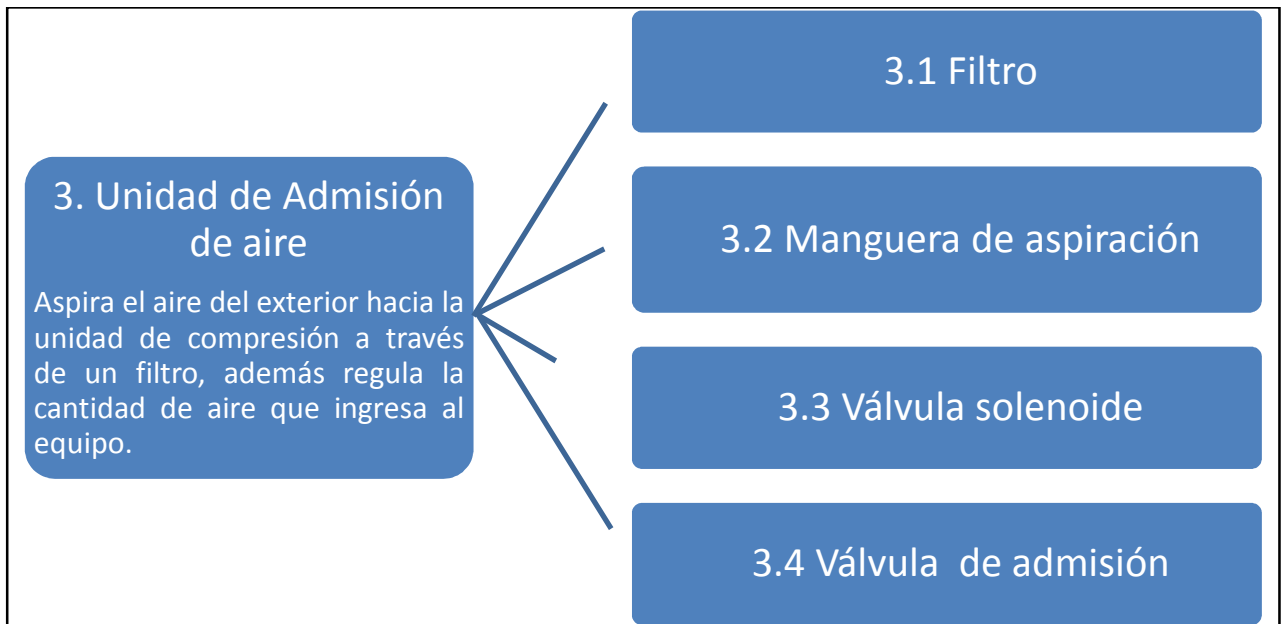 3. Unidad de Admisión
de aire
Aspira el aire del exterior hacia la
unidad de compresión a través
de un filtro, además regula la
cantidad de aire que ingresa al
equipo.
3.1 Filtro
3.2 Manguera de aspiración
3.3 Válvula solenoide
3.4 Válvula  de admisión